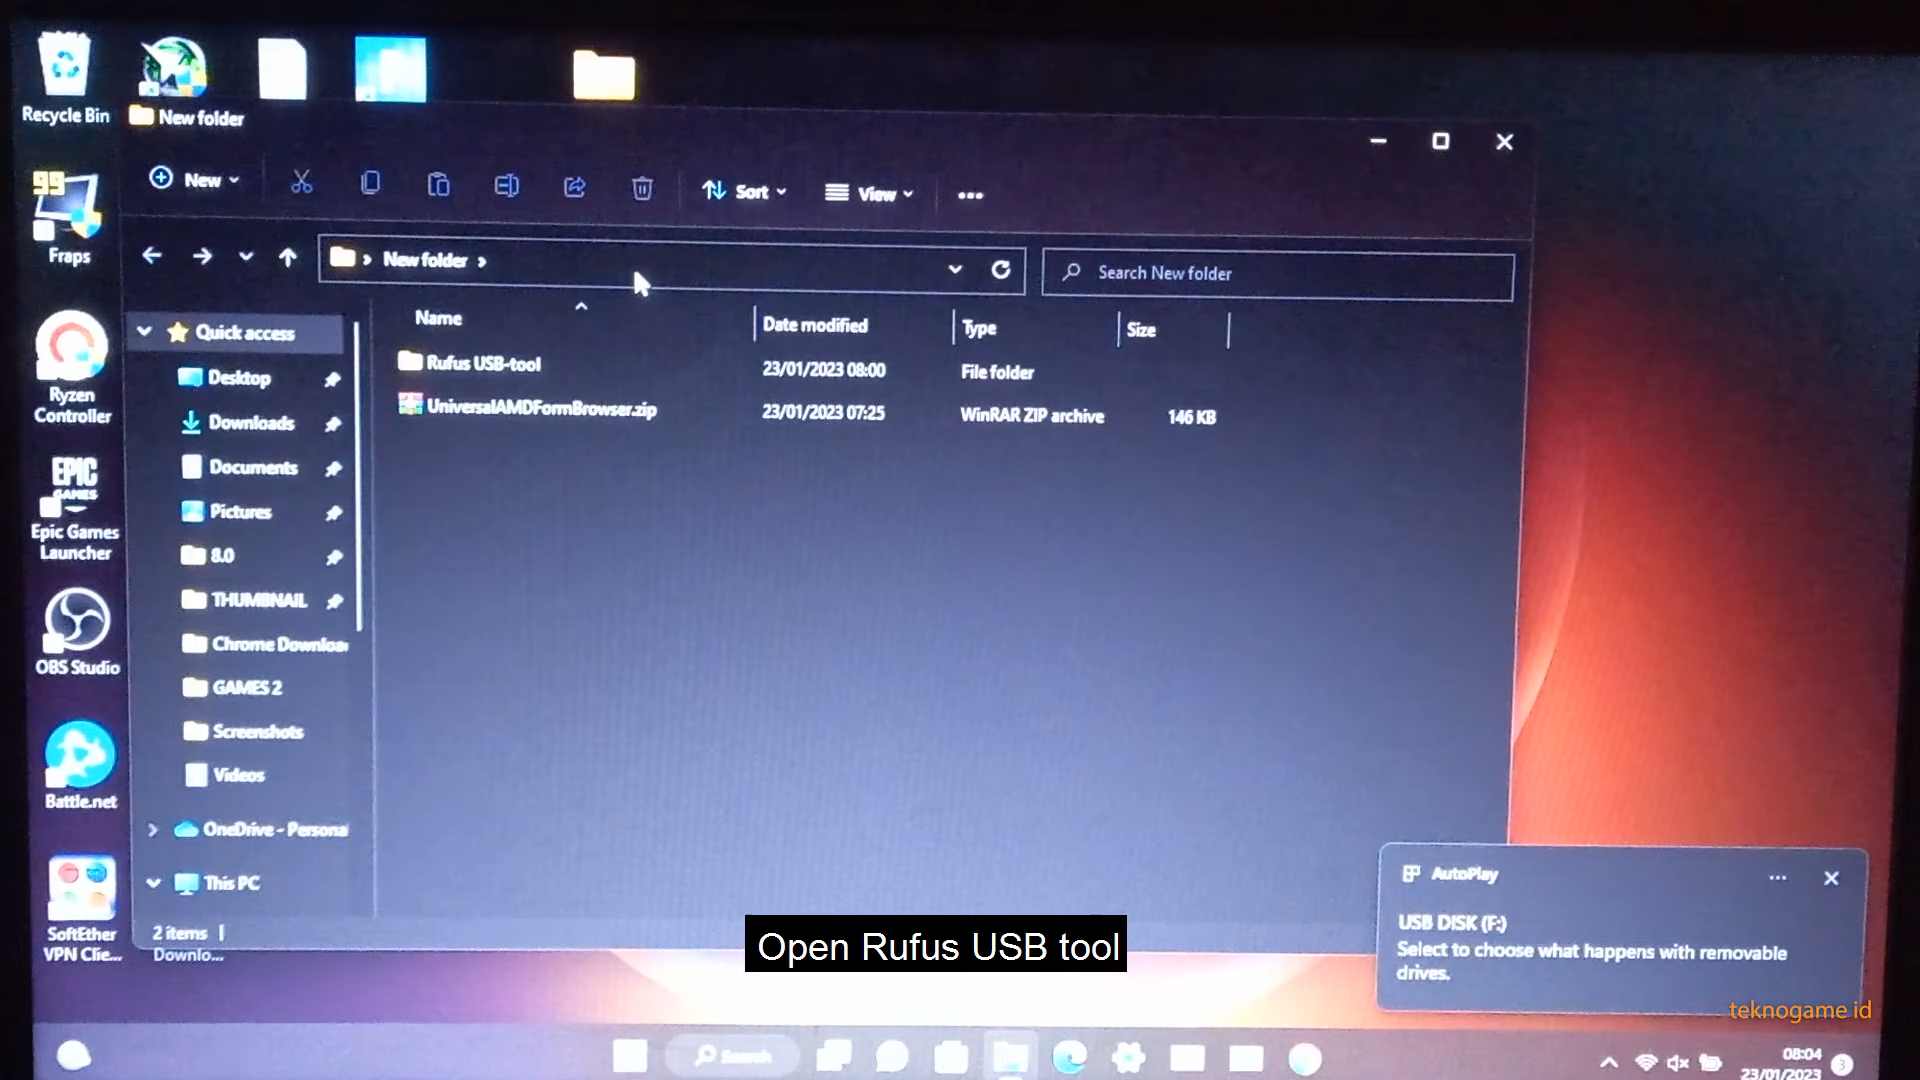 Recycle Bin
New folder
New
Sort
View
New folder
Search New folder
99
Fraps
Name
Date modified
Type
Size
Quick access
Rufus USB-tool
23/01/2023 08:00
File folder
Desktop
UniversalAMDFormBrowser.zip
23/01/2023 07:25
WinRAR ZIP archive
146 KB
Ryzen
Controller
Downloads
Documents
EPIC
GAMES
Pictures
Epic Games
Launcher
8.0
THUMBNAIL
Chrome Downloa
OBS Studio
GAMES 2
Screenshots
Videos
Battle.net
OneDrive - Persona
This PC
AutoPlay
USB DISK (F:)
Select to choose what happens with removable
drives.
SoftEther
VPN Clie...
2 items
Downlo...
Open Rufus USB tool
teknogame id
Search
08:04
23/01/2023
3